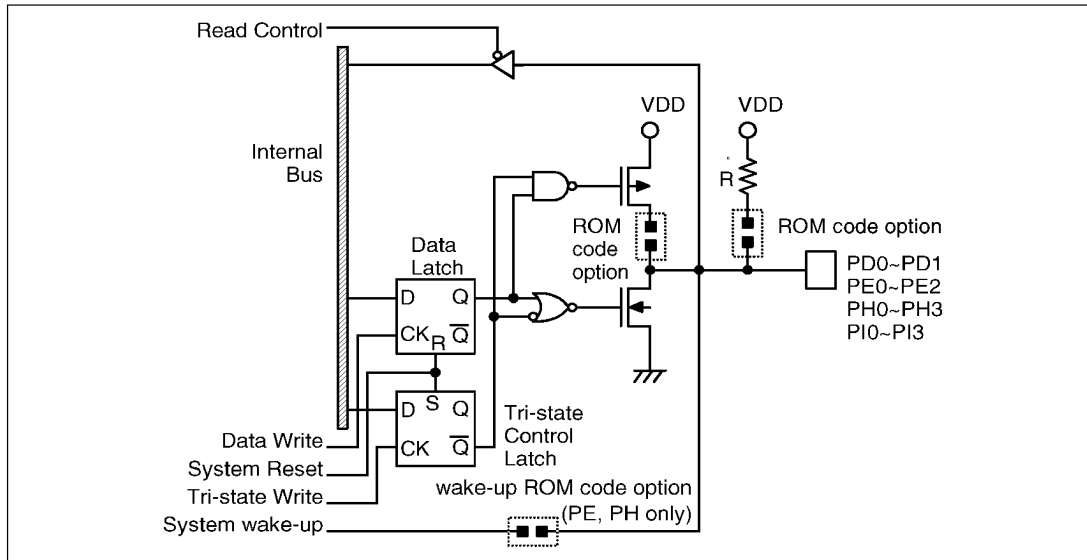 Read Control
Internal
Bus
VDD
VDD
R
ROM
code
option
ROM code option
Data
Latch
D
Q
CK
Q
R
PD0~PD1
PE0~PE2
PH0~PH3
PI0~PI3
S
D
Q
CK
Q
Tri-state
Control
Latch
Data Write
System Reset
Tri-state Write
System wake-up
wake-up ROM code option
(PE, PH only)